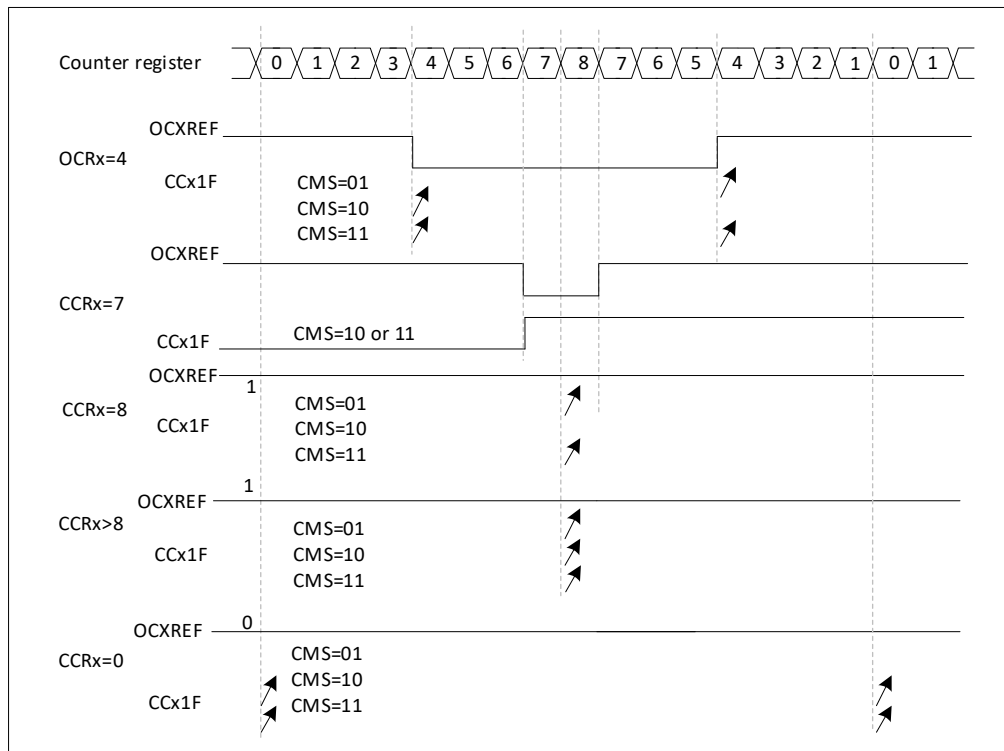 Counter register 0 1 2 3 4 5 6 7 8 7 6 5 4 3 2 1 0 1
OCXREF
OCRx=4
CCx1F
CMS=01
CMS=10
CMS=11
OCXREF
CCRx=7
CCx1F
CMS=10 or 11
OCXREF
1
CCRx=8
CCx1F
CMS=01
CMS=10
CMS=11
OCXREF
1
CCRx>8
CCx1F
CMS=01
CMS=10
CMS=11
OCXREF
0
CCRx=0
CCx1F
CMS=01
CMS=10
CMS=11